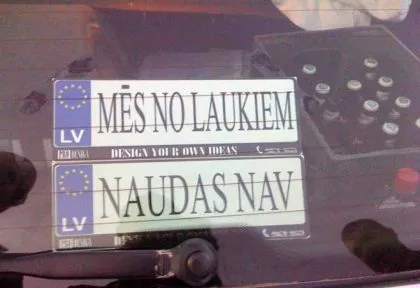 MĒS NO LAUKIEM
LV
DESIGN YOUR OWN IDEAS
NAUDAS NAV
LV